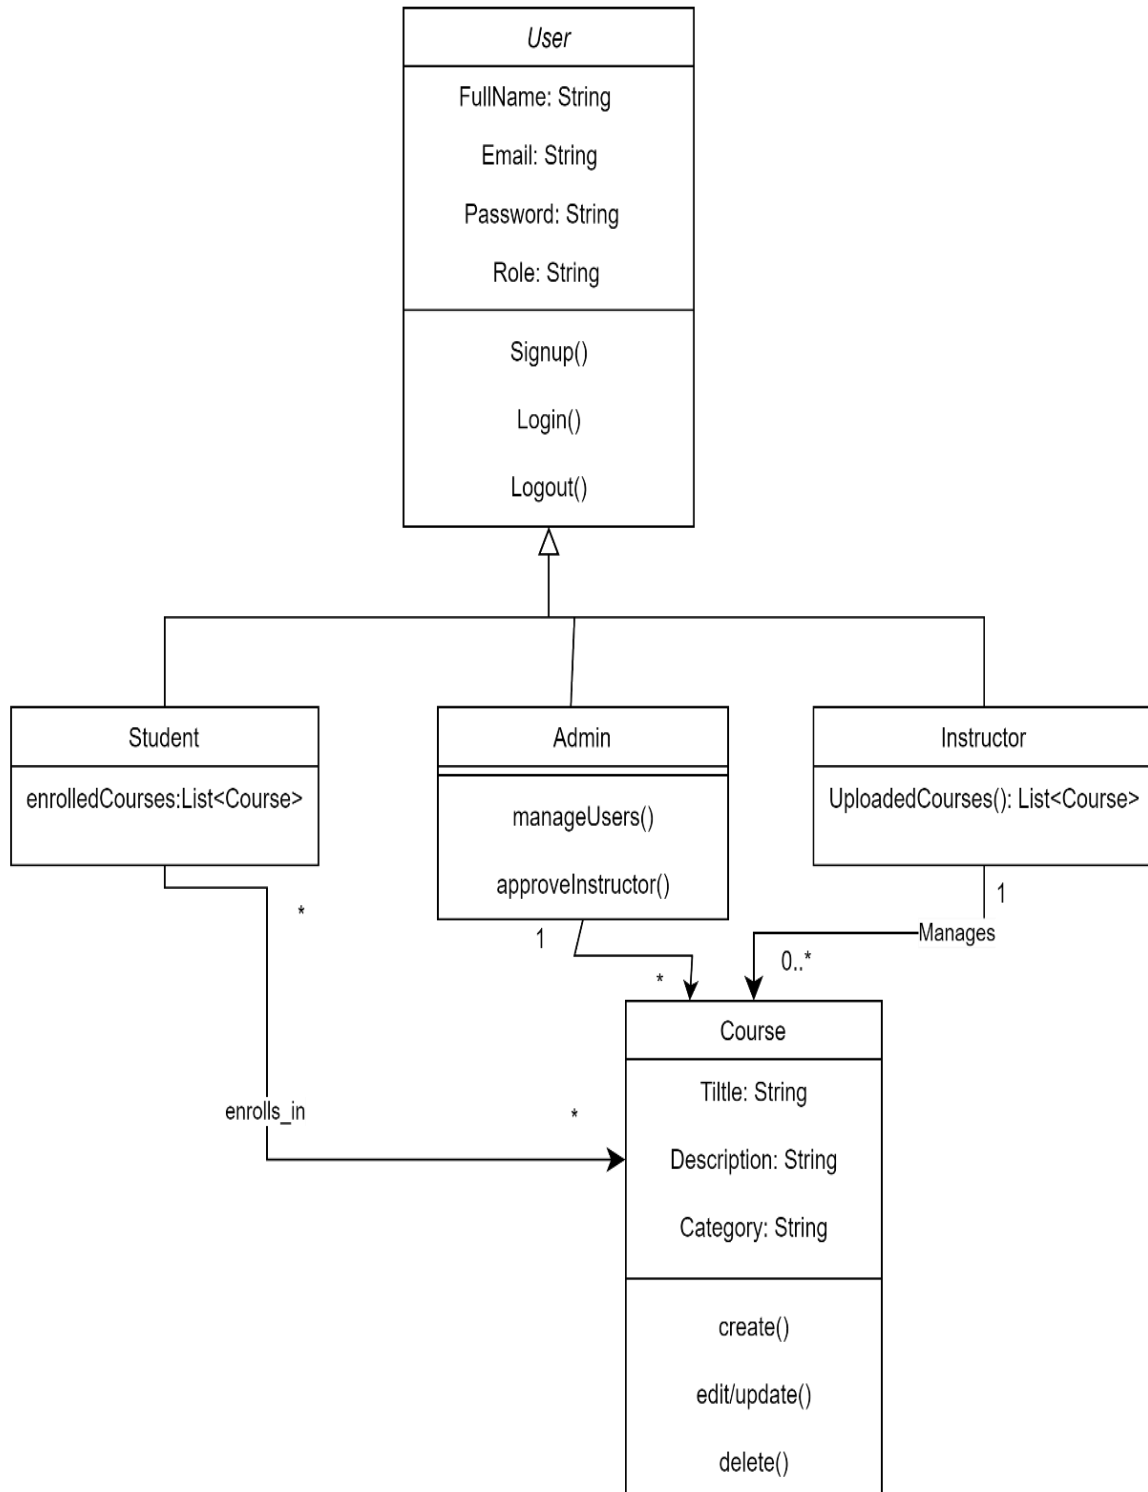 User
FullName: String
Email: String
Password: String
Role: String
Signup()
Login()
Logout()
Student
enrolledCourses:List<Course>
Admin
manageUsers()
approveInstructor()
Instructor
UploadedCourses(): List<Course>
*
1
*
1
Manages
0..*
enrolls_in
*
Course
Tiltle: String
Description: String
Category: String
create()
edit/update()
delete()